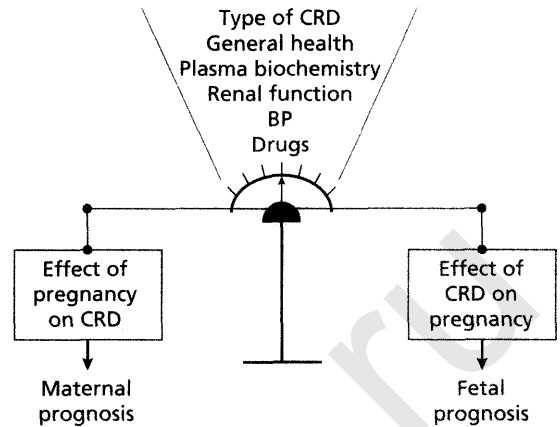 Type of CRD
General health
Plasma biochemistry
Renal function
BP
Drugs
Effect of
pregnancy
on CRD
Effect of
CRD on
pregnancy
Maternal
prognosis
Fetal
prognosis
ru